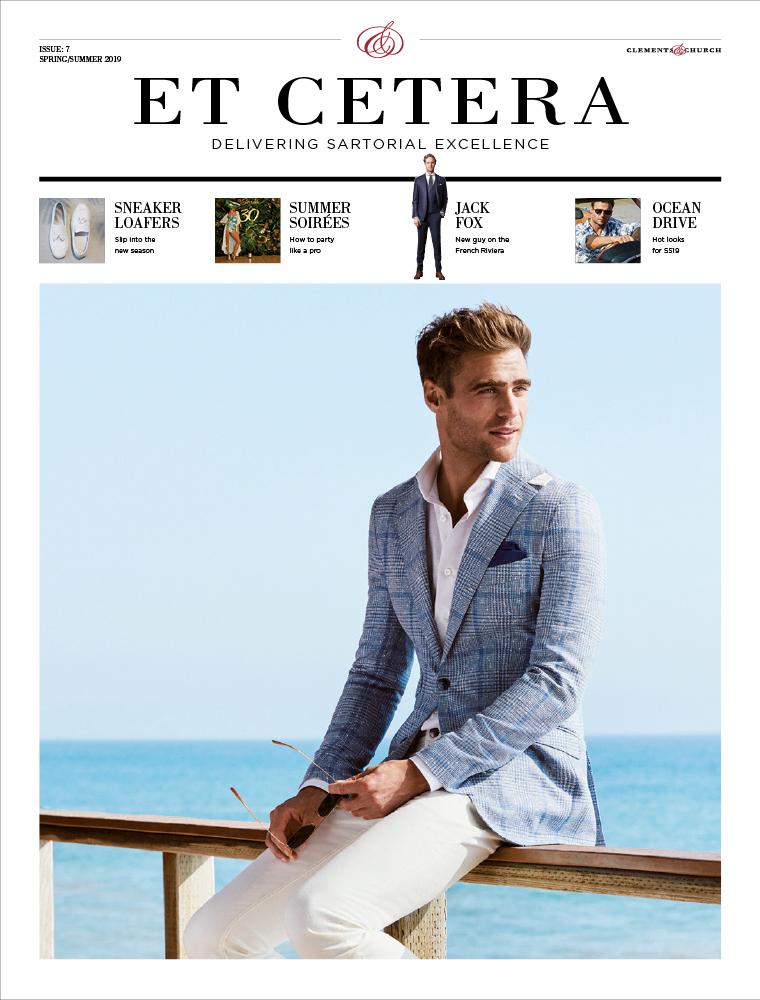 &
ISSUE: 7
SPRING/SUMMER 2019
CLEMENTS&CHURCH
ET CETERA
DELIVERING SARTORIAL EXCELLENCE
SNEAKER
LOAFERS
Slip into the
new season
30
SUMMER
SOIRÉES
How to party
like a pro
JACK
FOX
New guy on the
French Riviera
OCEAN
DRIVE
Hot looks
for SS19